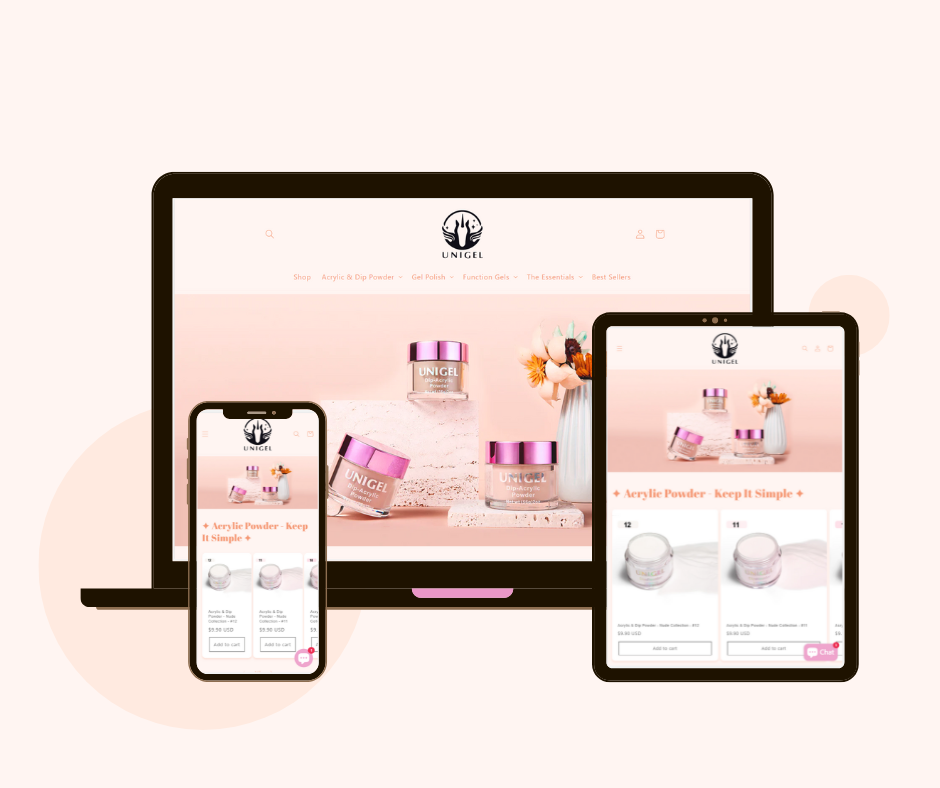 UNIGEL
Shop Acrylic & Dip Powder Gel Polish Function Gels The Essentials Best Sellers
UNIGEL
Dip-Acrylic
Powder
UNIGEL
Dip-Acrylic
Powder
UNIGEL
Dip-Acrylic
Powder
UNIGEL
✦ Acrylic Powder - Keep
It Simple ✦
Acrylic & Dip
Powder - Nude
Collection - #12
$9.90 USD
Add to cart
Acrylic & Dip
Powder - Nude
Collection - #11
$9.90 USD
Add to cart
UNIGEL
✦ Acrylic Powder - Keep It Simple ✦
12
11
Acrylic & Dip Powder - Nude Collection - #12
$9.90 USD
Add to cart
Acrylic & Dip Powder - Nude Collection - #11
$9.90 USD
Add to cart
Chat